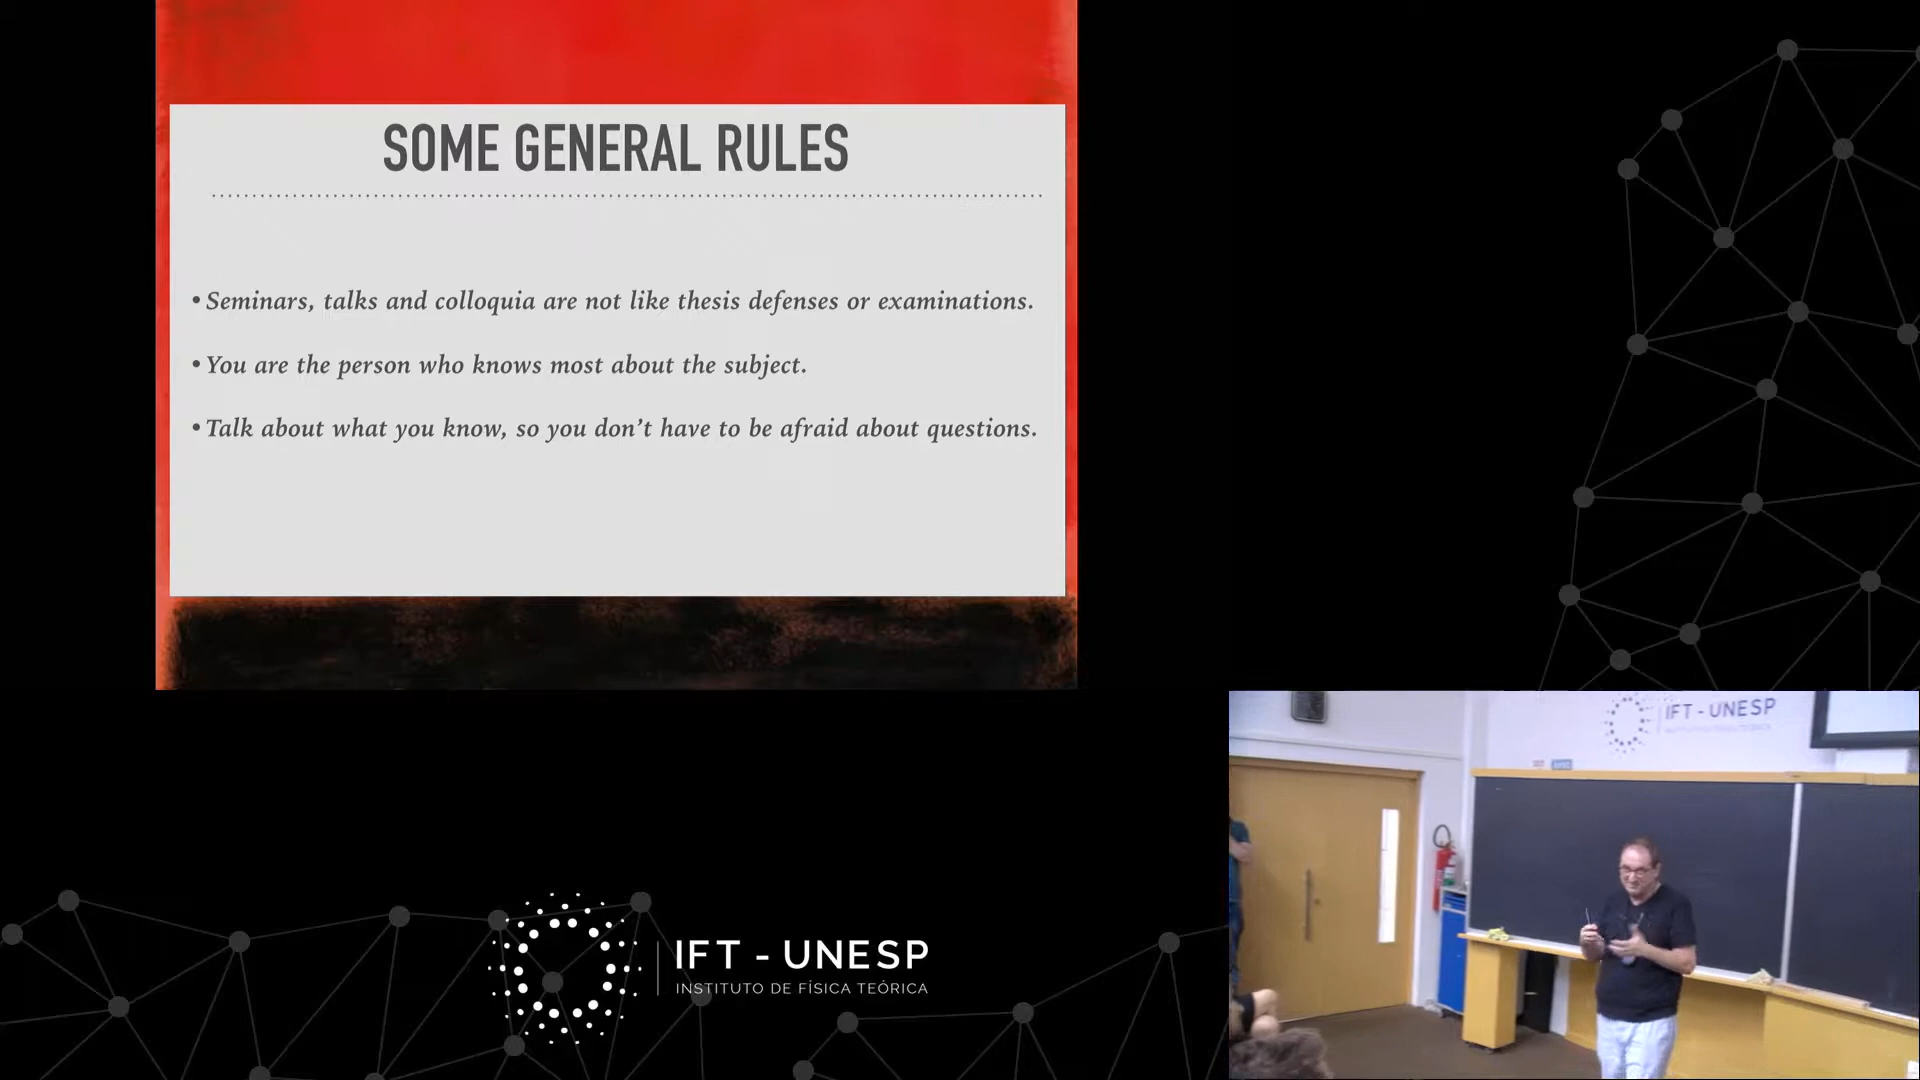 SOME GENERAL RULES
• Seminars, talks and colloquia are not like thesis defenses or examinations.
• You are the person who knows most about the subject.
• Talk about what you know, so you don't have to be afraid about questions.
IFT - UNESP
IFT - UNESP
INSTITUTO DE FÍSICA TEÓRICA